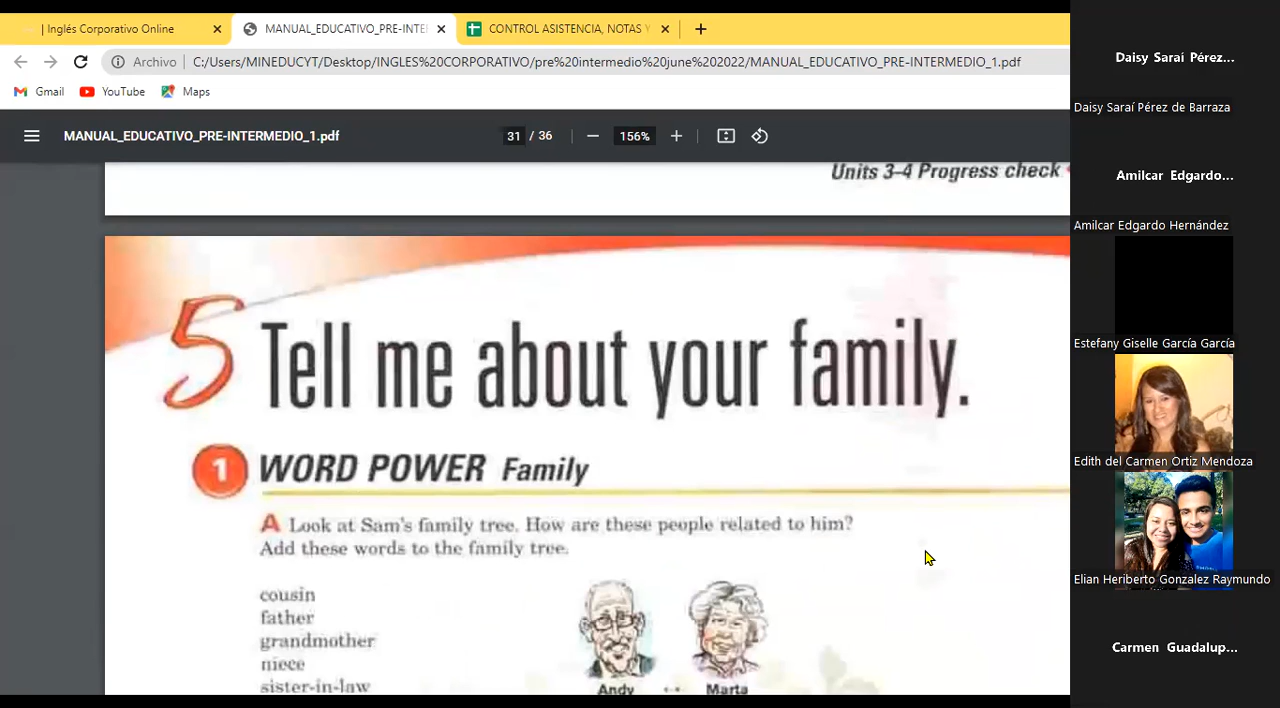 | Inglés Corporativo Online
MANUAL_EDUCATIVO_PRE-INTE
CONTROL ASISTENCIA, NOTAS Y
Archivo
C:/Users/MINEDUCYT/Desktop/INGLES%20CORPORATIVO/pre%20intermedio%20june%202022/MANUAL_EDUCATIVO_PRE-INTERMEDIO_1.pdf
Gmail
YouTube
Maps
MANUAL_EDUCATIVO_PRE-INTERMEDIO_1.pdf
31 / 36
156%
Units 3–4 Progress check
5 Tell me about your family.
1 WORD POWER Family
A Look at Sam's family tree. How are these people related to him?
Add these words to the family tree.
cousin
father
grandmother
niece
sister-in-law
Andy
Marta
Daisy Saraí Pérez...
Daisy Saraí Pérez de Barraza
Amilcar Edgardo...
Amilcar Edgardo Hernández
Estefany Giselle García García
Edith del Carmen Ortiz Mendoza
Elian Heriberto Gonzalez Raymundo
Carmen Guadalup...